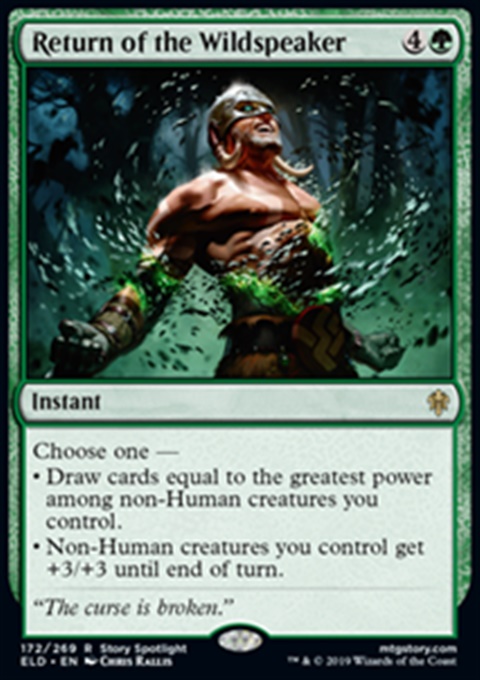 Return of the Wildspeaker 4
Instant
Choose one —
• Draw cards equal to the greatest power
among non-Human creatures you
control.
• Non-Human creatures you control get
+3/+3 until end of turn.
“The curse is broken.”
172/269 R Story Spotlight mtgstory.com
ELD • EN Chris Rallis ™ & © 2019 Wizards of the Coast